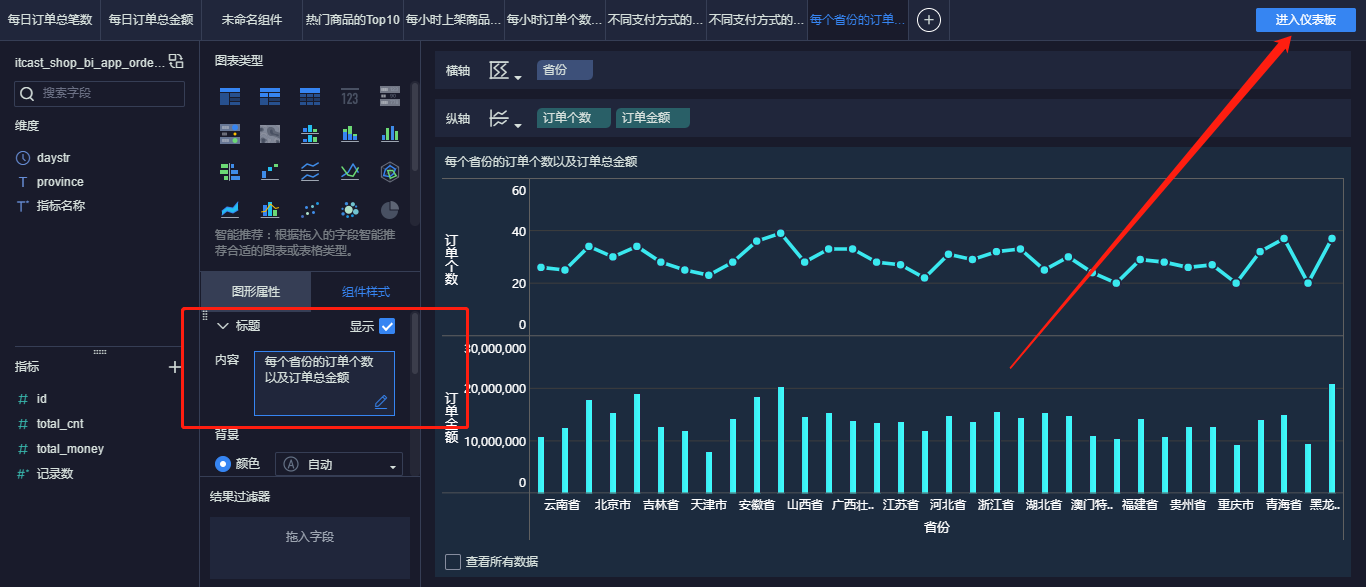 每日订单总笔数
每日订单总金额
未命名组件
热门商品的Top10
每小时上架商品...
每小时订单个数...
不同支付方式的...
不同支付方式的...
每个省份的订单...
进入仪表板
itcast_shop_bi_app_orde...
搜索字段
维度
daystr
T province
T* 指标名称
指标
# id
# total_cnt
# total_money
#* 记录数
图表类型
123
智能推荐：根据拖入的字段智能推
荐合适的图表或表格类型。
图形属性
组件样式
标题
显示
内容
每个省份的订单个数
以及订单总金额
背景
颜色
A 自动
结果过滤器
拖入字段
横轴
省份
纵轴
订单个数
订单金额
每个省份的订单个数以及订单总金额
60
40
20
0
订单个数
30,000,000
20,000,000
10,000,000
0
订单金额
云南省 北京市 吉林省 天津市 安徽省 山西省 广西壮.. 江苏省 河北省 浙江省 湖北省 澳门特.. 福建省 贵州省 重庆市 青海省 黑龙..
省份
查看所有数据